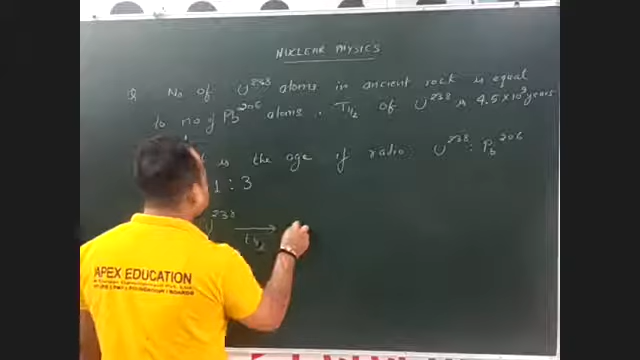 NUCLEAR PHYSICS
Q No of U²³⁸ atoms in ancient rock is equal
to no of Pb²⁰⁶ atoms. T½ of U²³⁸ is 4.5×10⁹ years
is the age if radio U²³⁸ : Pb²⁰⁶
1 : 3
U²³⁸ → t½
APEX EDUCATION